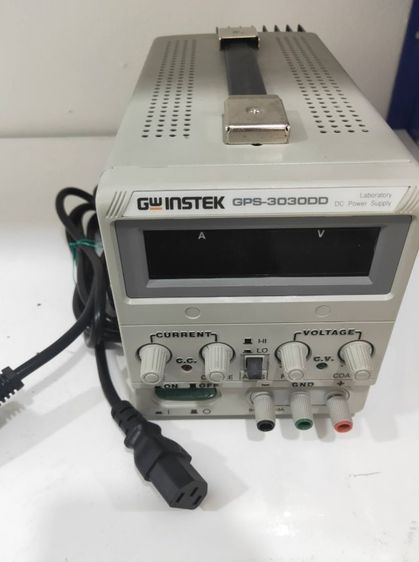 GWINSTEK GPS-3030DD Laboratory
DC Power Supply
A V
CURRENT HI VOLTAGE
LO
C.C. C.V.
ON OFF
GND
I O